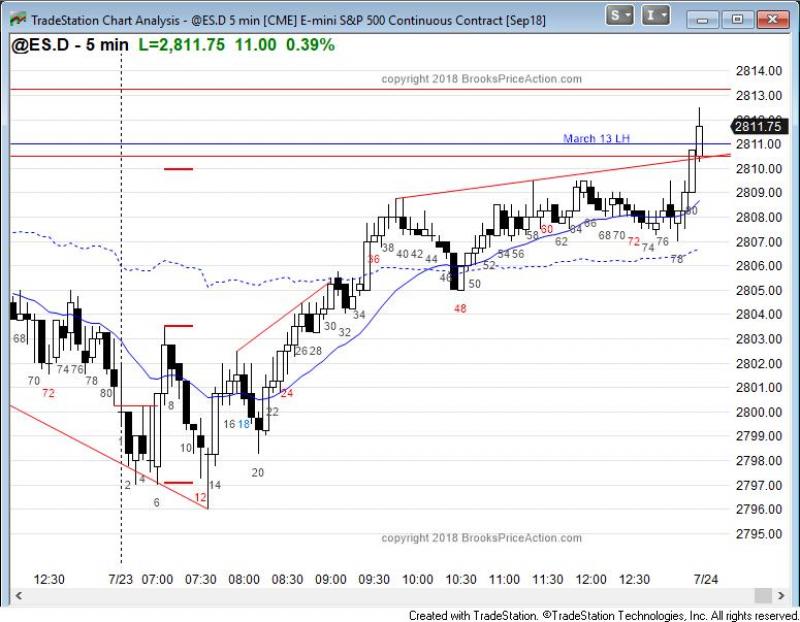 TradeStation Chart Analysis - @ES.D 5 min [CME] E-mini S&P 500 Continuous Contract [Sep18]
S I
@ES.D - 5 min L=2,811.75 11.00 0.39%
copyright 2018 BrooksPriceAction.com
2814.00
2813.00
2811.75
March 13 LH
2811.00
2810.00
2809.00
2808.00
2807.00
2806.00
2805.00
2804.00
2803.00
2802.00
2801.00
2800.00
2799.00
2798.00
2797.00
2796.00
2795.00
68 70 72 74 76 78 80
1 2 4 6 8 10 12 14 16 18 20 22 24 26 28 30 32 34 36 38 40 42 44 46 48 50 52 54 56 58 60 62 64 66 68 70 72 74 76 78 80
copyright 2018 BrooksPriceAction.com
12:30 7/23 07:00 07:30 08:00 08:30 09:00 09:30 10:00 10:30 11:00 11:30 12:00 12:30 7/24
Created with TradeStation. ©TradeStation Technologies, Inc. All rights reserved.